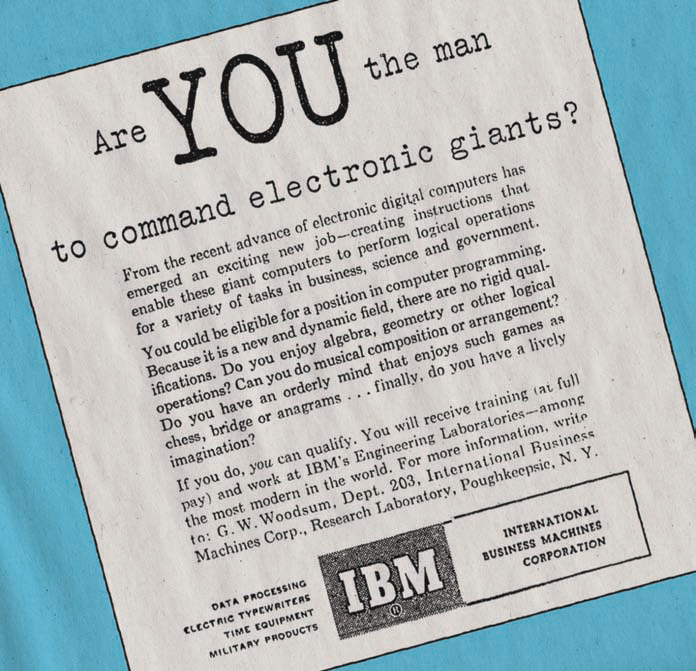 Are YOU the man
to command electronic giants?
From the recent advance of electronic digital computers has
emerged an exciting new job—creating instructions that
enable these giant computers to perform logical operations
for a variety of tasks in business, science and government.
You could be eligible for a position in computer programming.
Because it is a new and dynamic field, there are no rigid qual-
ifications. Do you enjoy algebra, geometry or other logical
operations? Can you do musical composition or arrangement?
Do you have an orderly mind that enjoys such games as
chess, bridge or anagrams . . . finally, do you have a lively
imagination?
If you do, you can qualify. You will receive training (at full
pay) and work at IBM's Engineering Laboratories—among
the most modern in the world. For more information, write
to: G. W. Woodsum, Dept. 203, International Business
Machines Corp., Research Laboratory, Poughkeepsie, N. Y.
DATA PROCESSING
ELECTRIC TYPEWRITERS
TIME EQUIPMENT
MILITARY PRODUCTS
IBM
®
INTERNATIONAL
BUSINESS MACHINES
CORPORATION